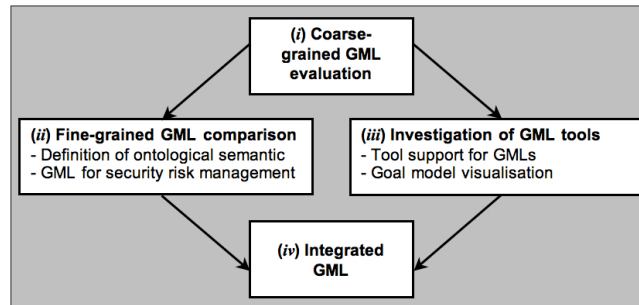 (i) Coarse-
grained GML
evaluation
(ii) Fine-grained GML comparison
- Definition of ontological semantic
- GML for security risk management
(iii) Investigation of GML tools
- Tool support for GMLs
- Goal model visualisation
(iv) Integrated
GML